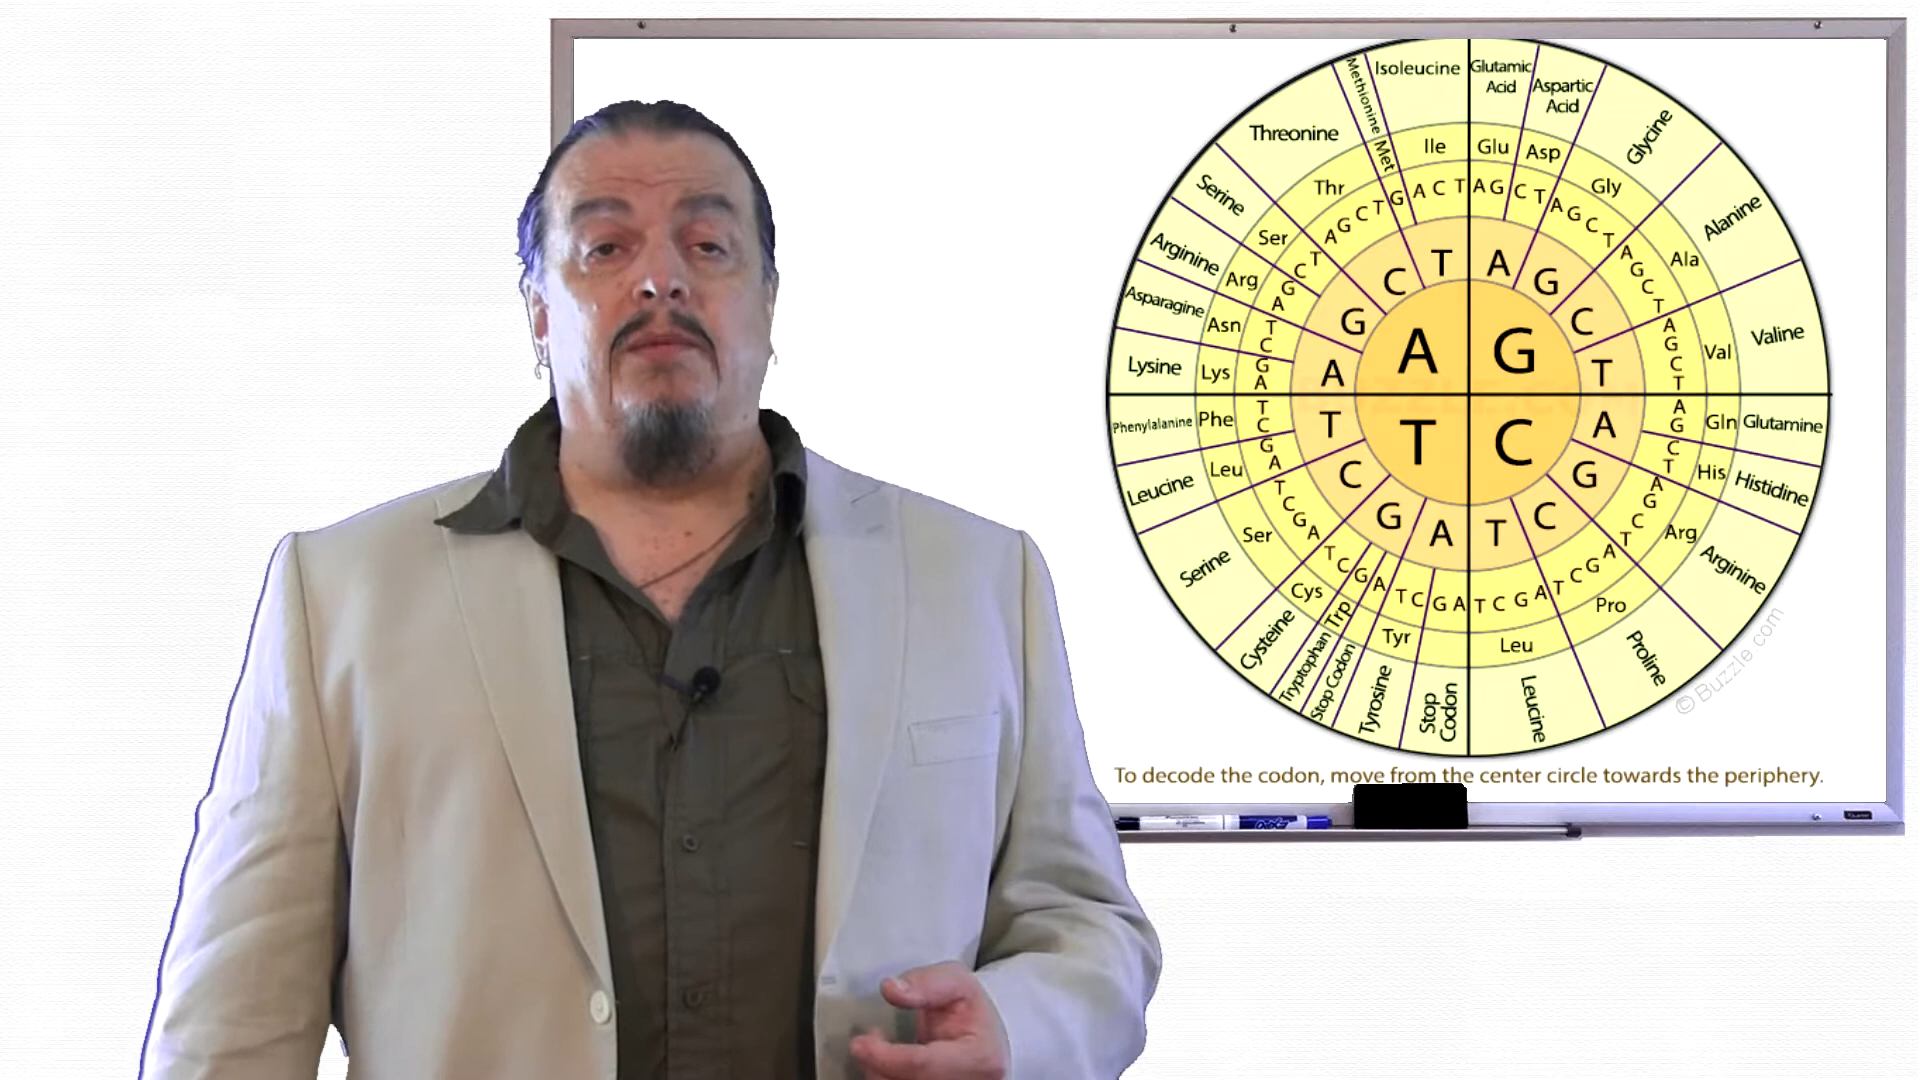 Isoleucine
Glutamic
Acid
Aspartic
Acid
Glycine
Alanine
Valine
Glutamine
Histidine
Arginine
Proline
Leucine
Stop
Codon
Tyrosine
Stop Codon
Tryptophan
Cysteine
Serine
Leucine
Phenylalanine
Lysine
Asparagine
Arginine
Serine
Threonine
Methionine
Ile
Glu
Asp
Gly
Ala
Val
Gln
His
Arg
Pro
Leu
Tyr
Trp
Cys
Ser
Leu
Phe
Lys
Asn
Arg
Ser
Thr
Met
A C T
A G
C T
A G C T
A G C T
A G C T
A G
C T
A G C T
A G C T
A G C T
A G
C T
A
G
C T
A G C T
A G
C T
A G
C T
A G
C T
A G C T
G
A G C T
A G C T
A G C T
A G C T
A G
T C
To decode the codon, move from the center circle towards the periphery.
© Buzzle.com